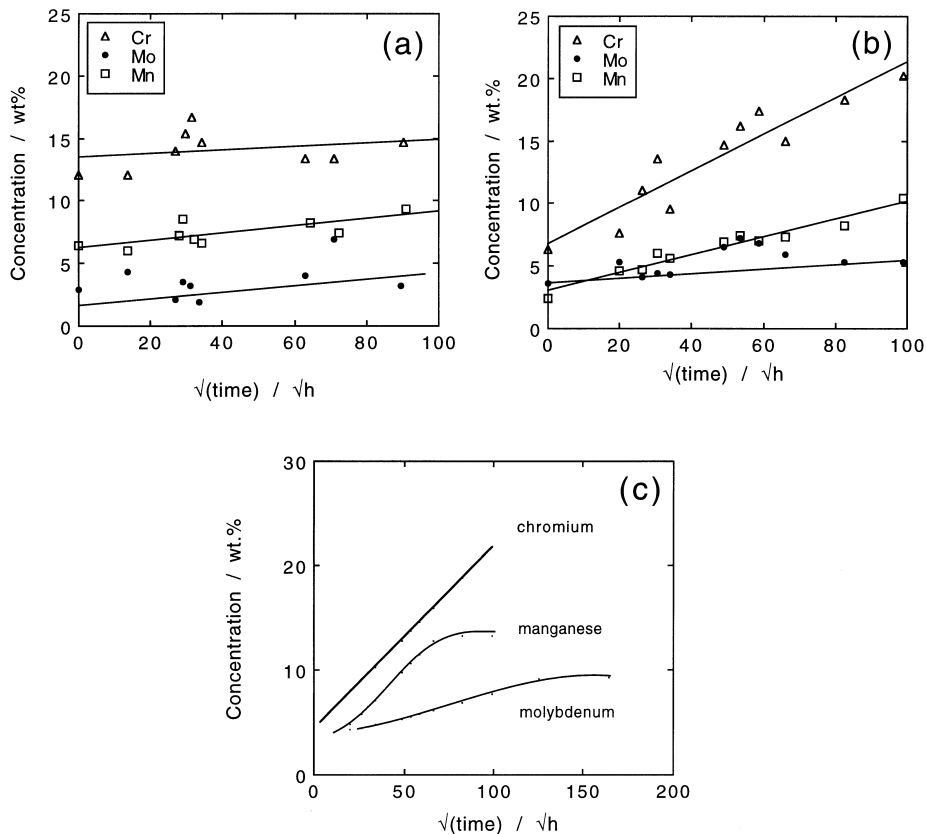 (a)
Cr
Mo
Mn
Concentration / wt%
25
20
15
10
5
0
0 20 40 60 80 100
√(time) / √h
(b)
Cr
Mo
Mn
Concentration / wt.%
25
20
15
10
5
0
0 20 40 60 80 100
√(time) / √h
(c)
Concentration / wt.%
30
20
10
0
chromium
manganese
molybdenum
0 50 100 150 200
√(time) / √h